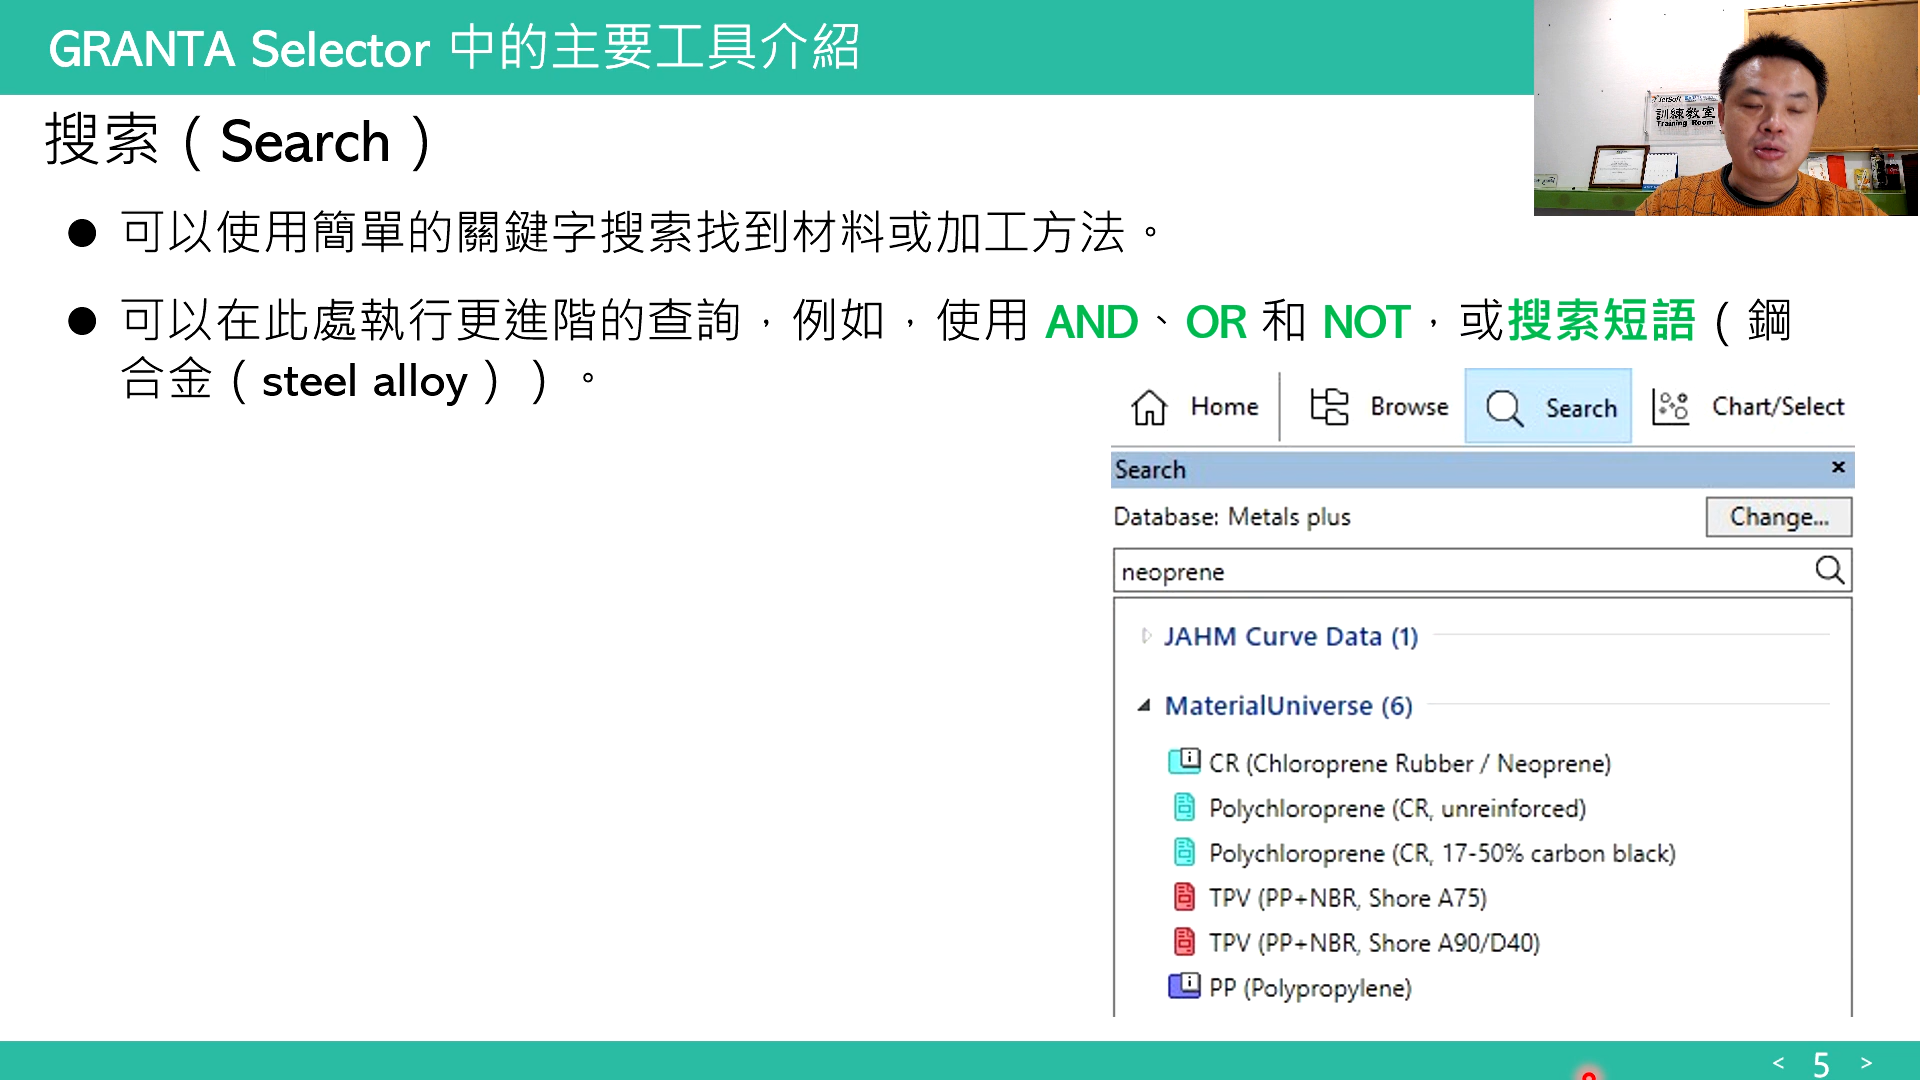 GRANTA Selector 中的主要工具介紹
JetSoft
訓練教室
Training Room
搜索（Search）
● 可以使用簡單的關鍵字搜索找到材料或加工方法。
● 可以在此處執行更進階的查詢，例如，使用 AND、OR 和 NOT，或搜索短語（鋼
合金（steel alloy））。
Home Browse Search Chart/Select
Search ×
Database: Metals plus Change...
neoprene
JAHM Curve Data (1)
MaterialUniverse (6)
CR (Chloroprene Rubber / Neoprene)
Polychloroprene (CR, unreinforced)
Polychloroprene (CR, 17-50% carbon black)
TPV (PP+NBR, Shore A75)
TPV (PP+NBR, Shore A90/D40)
PP (Polypropylene)
< 5 >